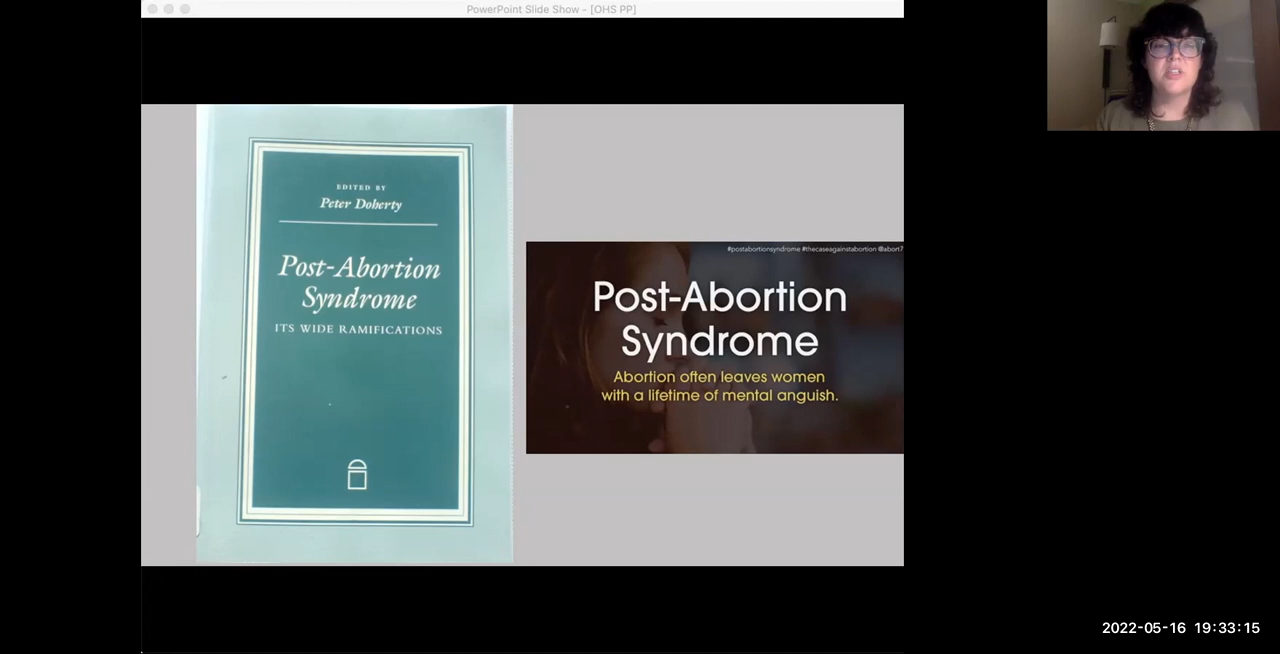 PowerPoint Slide Show - [OHS PP]
EDITED BY
Peter Doherty
Post-Abortion
Syndrome
ITS WIDE RAMIFICATIONS
#postabortionsyndrome #thecaseagainstabortion @abort7
Post-Abortion
Syndrome
Abortion often leaves women
with a lifetime of mental anguish.
2022-05-16 19:33:15